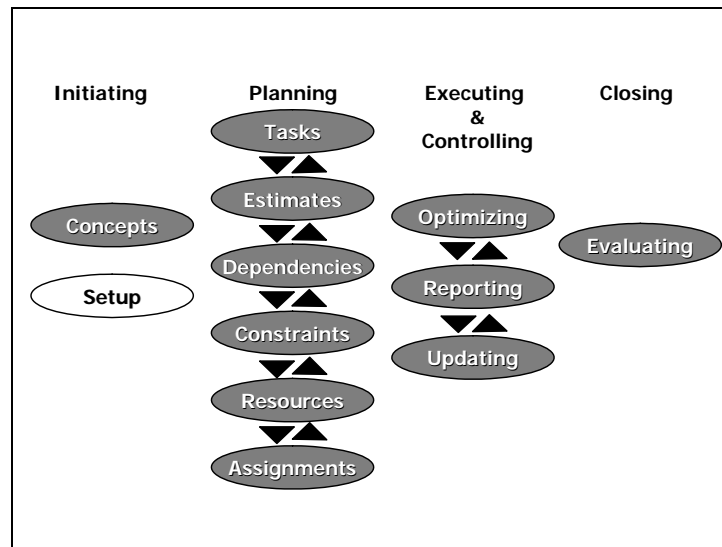 Initiating
Planning
Executing
&
Controlling
Closing
Concepts
Setup
Tasks
Estimates
Dependencies
Constraints
Resources
Assignments
Optimizing
Reporting
Updating
Evaluating